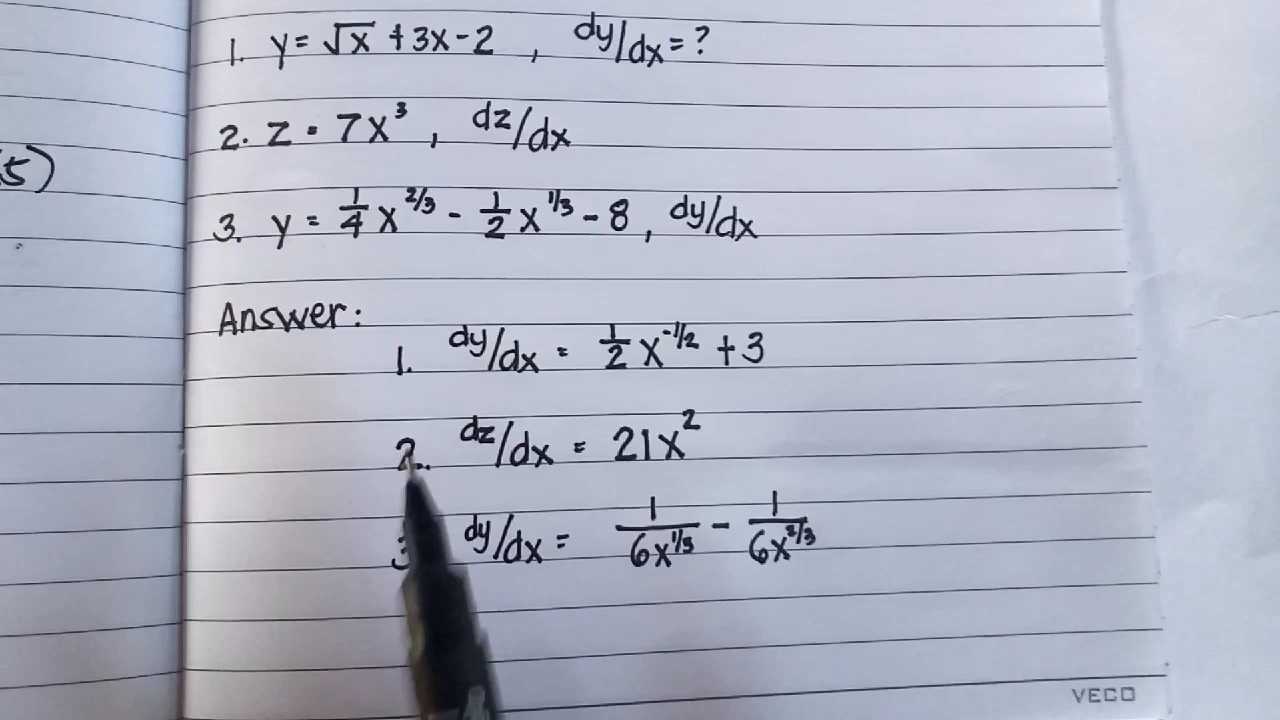 1. y = √x + 3x - 2 , dy/dx = ?
5)
2. z = 7x³ , dz/dx
3. y = 1/4 x^2/3 - 1/2 x^1/3 - 8 , dy/dx
Answer:
1. dy/dx = 1/2 x^-1/2 + 3
2. dz/dx = 21x²
3 dy/dx = 1/6x^1/3 - 1/6x^2/3
VECO